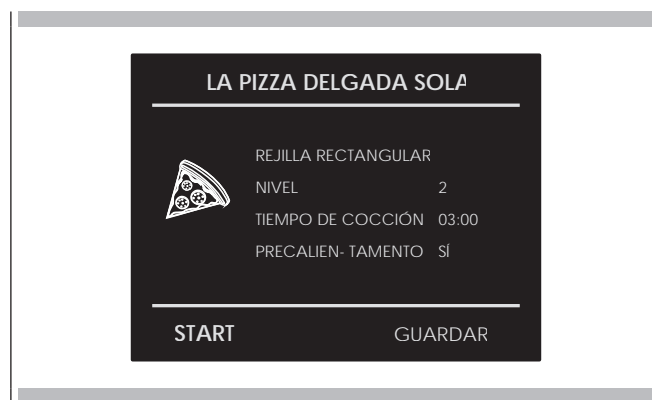 LA PIZZA DELGADA SOLA
REJILLA RECTANGULAR
NIVEL 2
TIEMPO DE COCCIÓN 03:00
PRECALIEN- TAMENTO SÍ
START GUARDAR